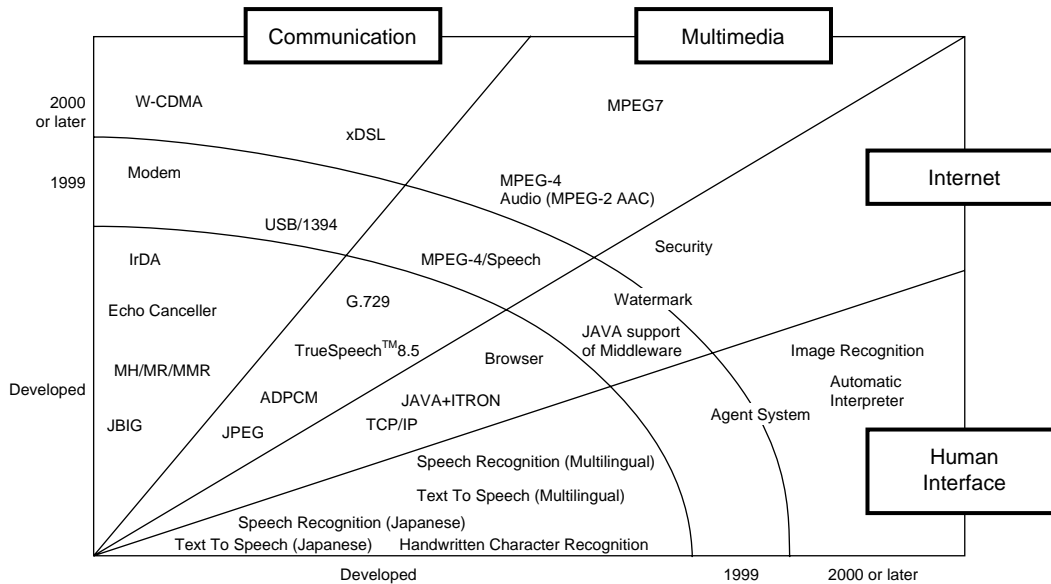 Communication
Multimedia
W-CDMA
MPEG7
2000
or later
xDSL
Modem
MPEG-4
Audio (MPEG-2 AAC)
Internet
1999
USB/1394
Security
IrDA
MPEG-4/Speech
Echo Canceller
G.729
Watermark
JAVA support
of Middleware
TrueSpeech™8.5
Browser
Image Recognition
MH/MR/MMR
Developed
Automatic
Interpreter
ADPCM
JAVA+ITRON
Agent System
JBIG
JPEG
TCP/IP
Human
Interface
Speech Recognition (Multilingual)
Text To Speech (Multilingual)
Speech Recognition (Japanese)
Text To Speech (Japanese)
Handwritten Character Recognition
Developed
1999
2000 or later